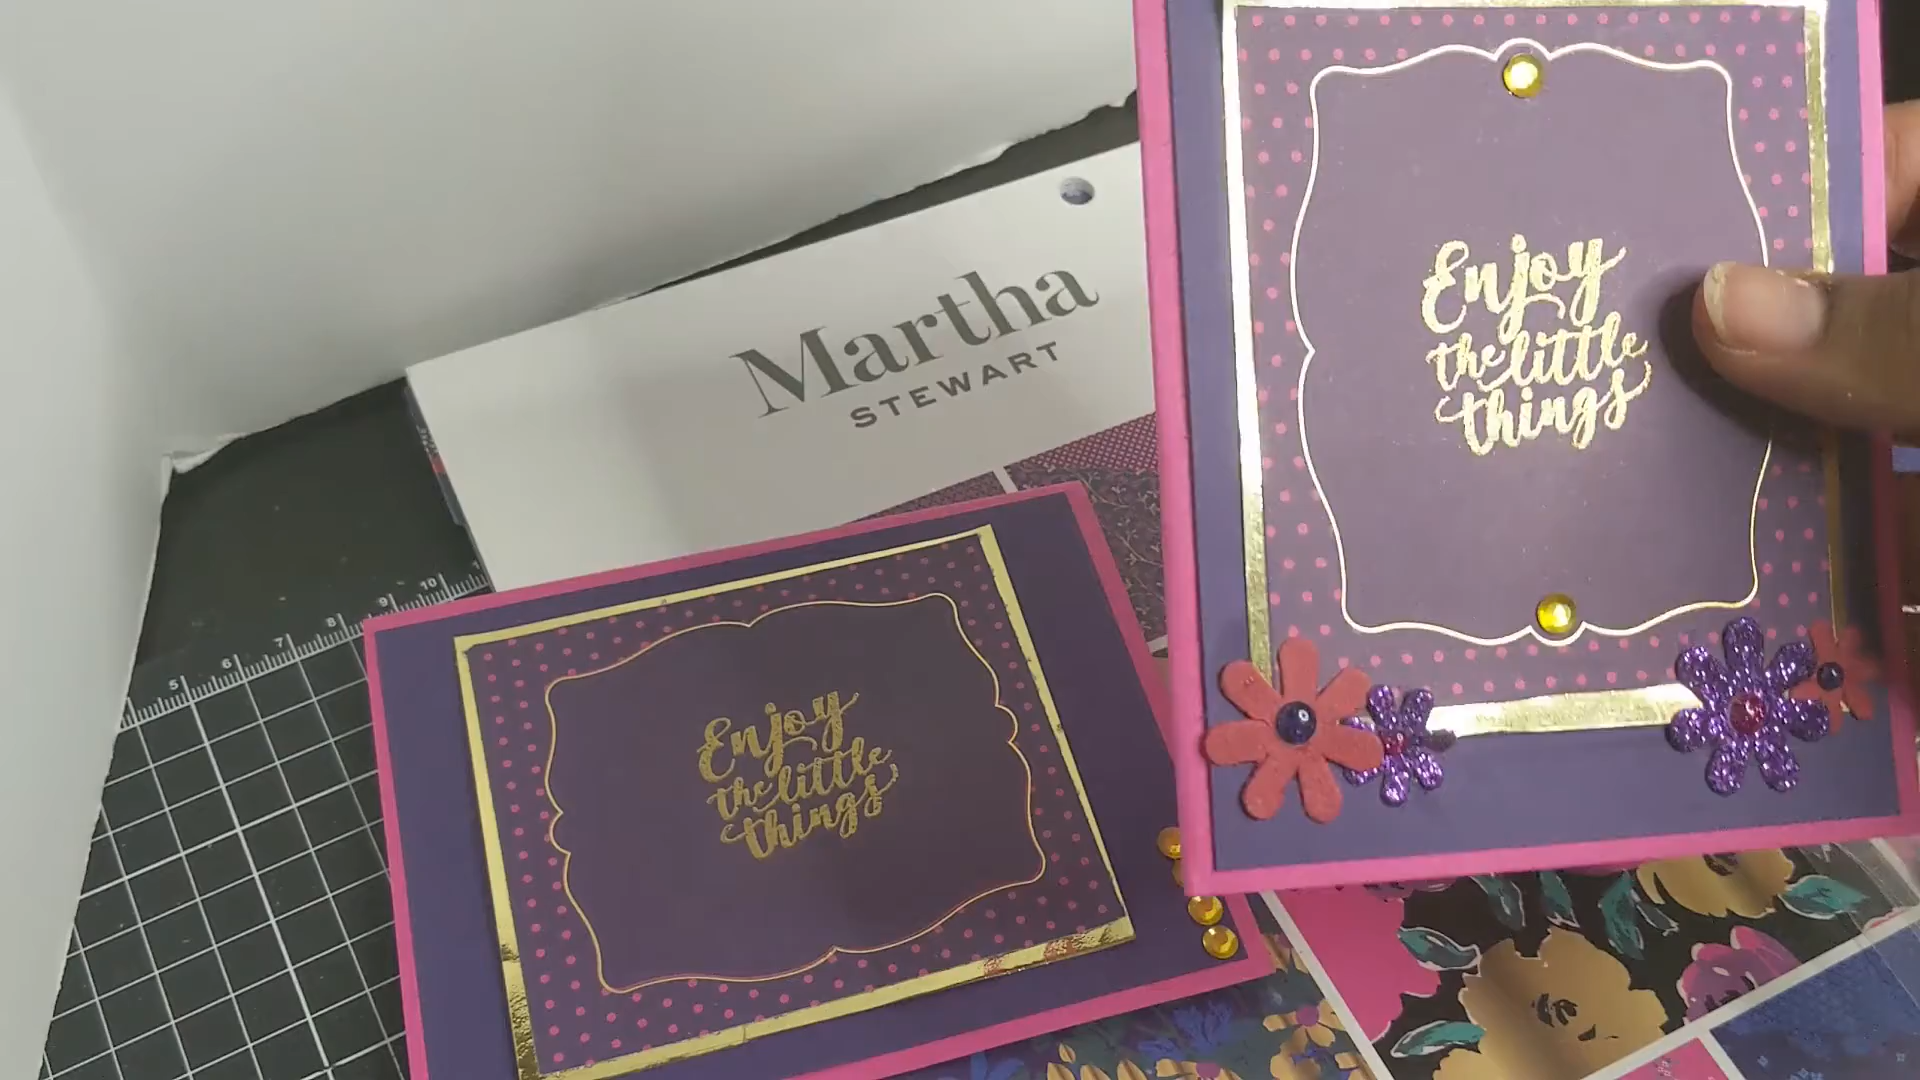 Martha
STEWART
Enjoy
the little
things
Enjoy
the little
things
5
6
7
8
9
10